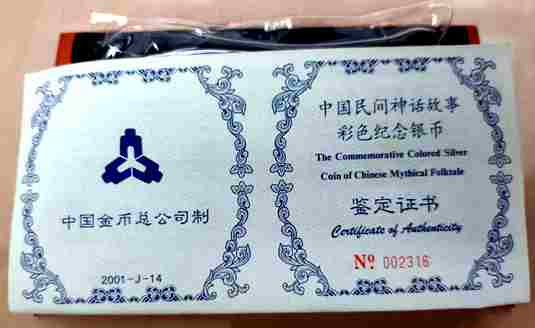 中国金币总公司制
2001-J-14
中国民间神话故事
彩色纪念银币
The Commemorative Colored Silver
Coin of Chinese Mythical Folktale
鉴定证书
Certificate of Authenticity
Nº 002316